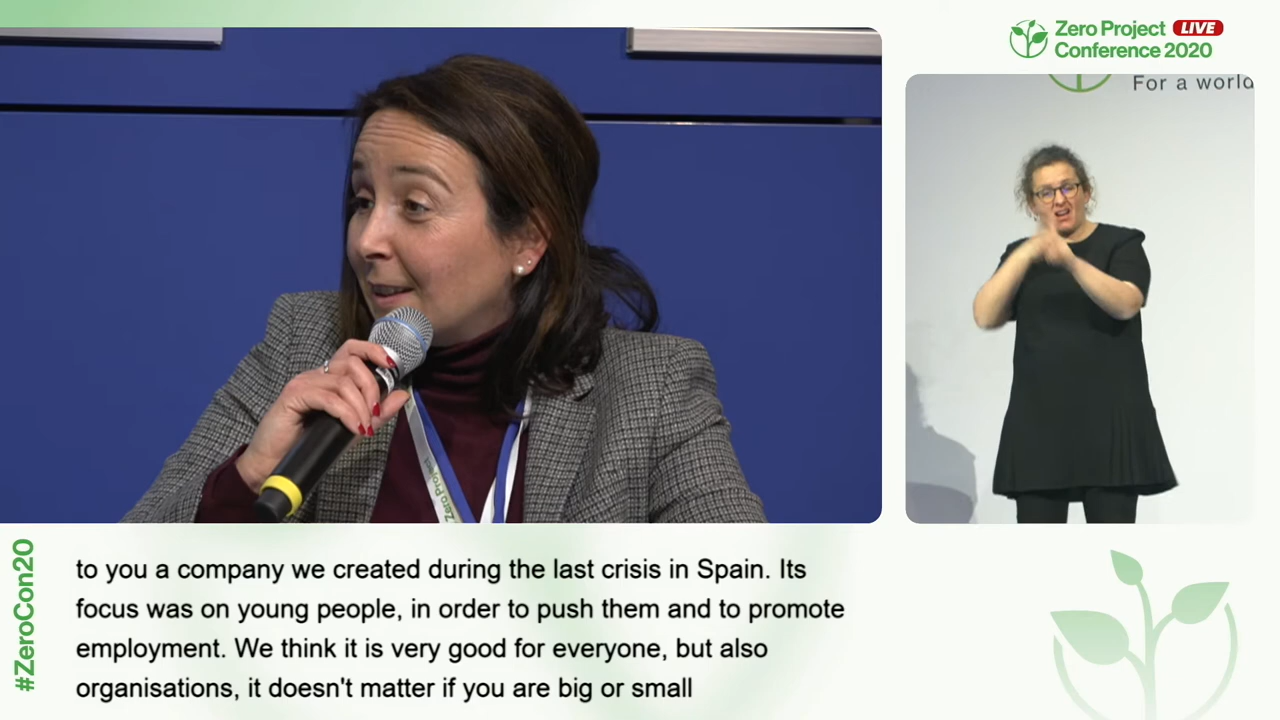 Zero Project LIVE
Conference 2020
For a world
Zero Project
#ZeroCon20
to you a company we created during the last crisis in Spain. Its
focus was on young people, in order to push them and to promote
employment. We think it is very good for everyone, but also
organisations, it doesn't matter if you are big or small